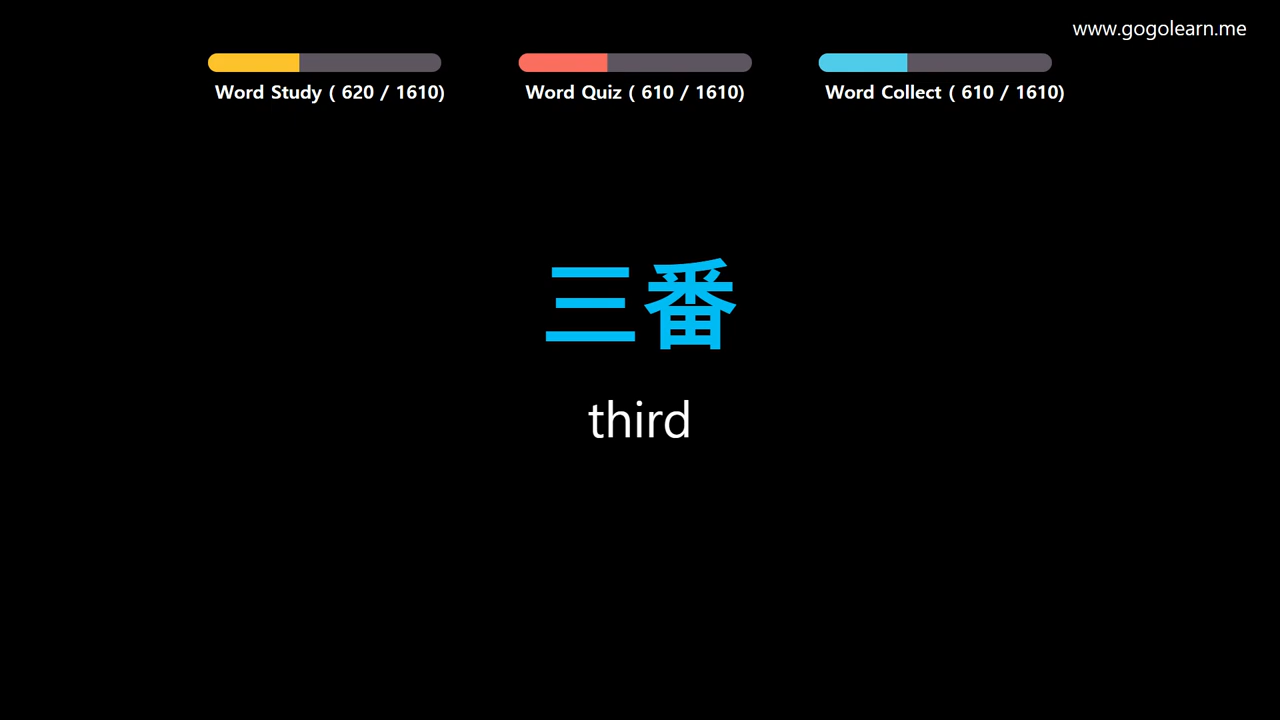 www.gogolearn.me
Word Study ( 620 / 1610)
Word Quiz ( 610 / 1610)
Word Collect ( 610 / 1610)
三番
third